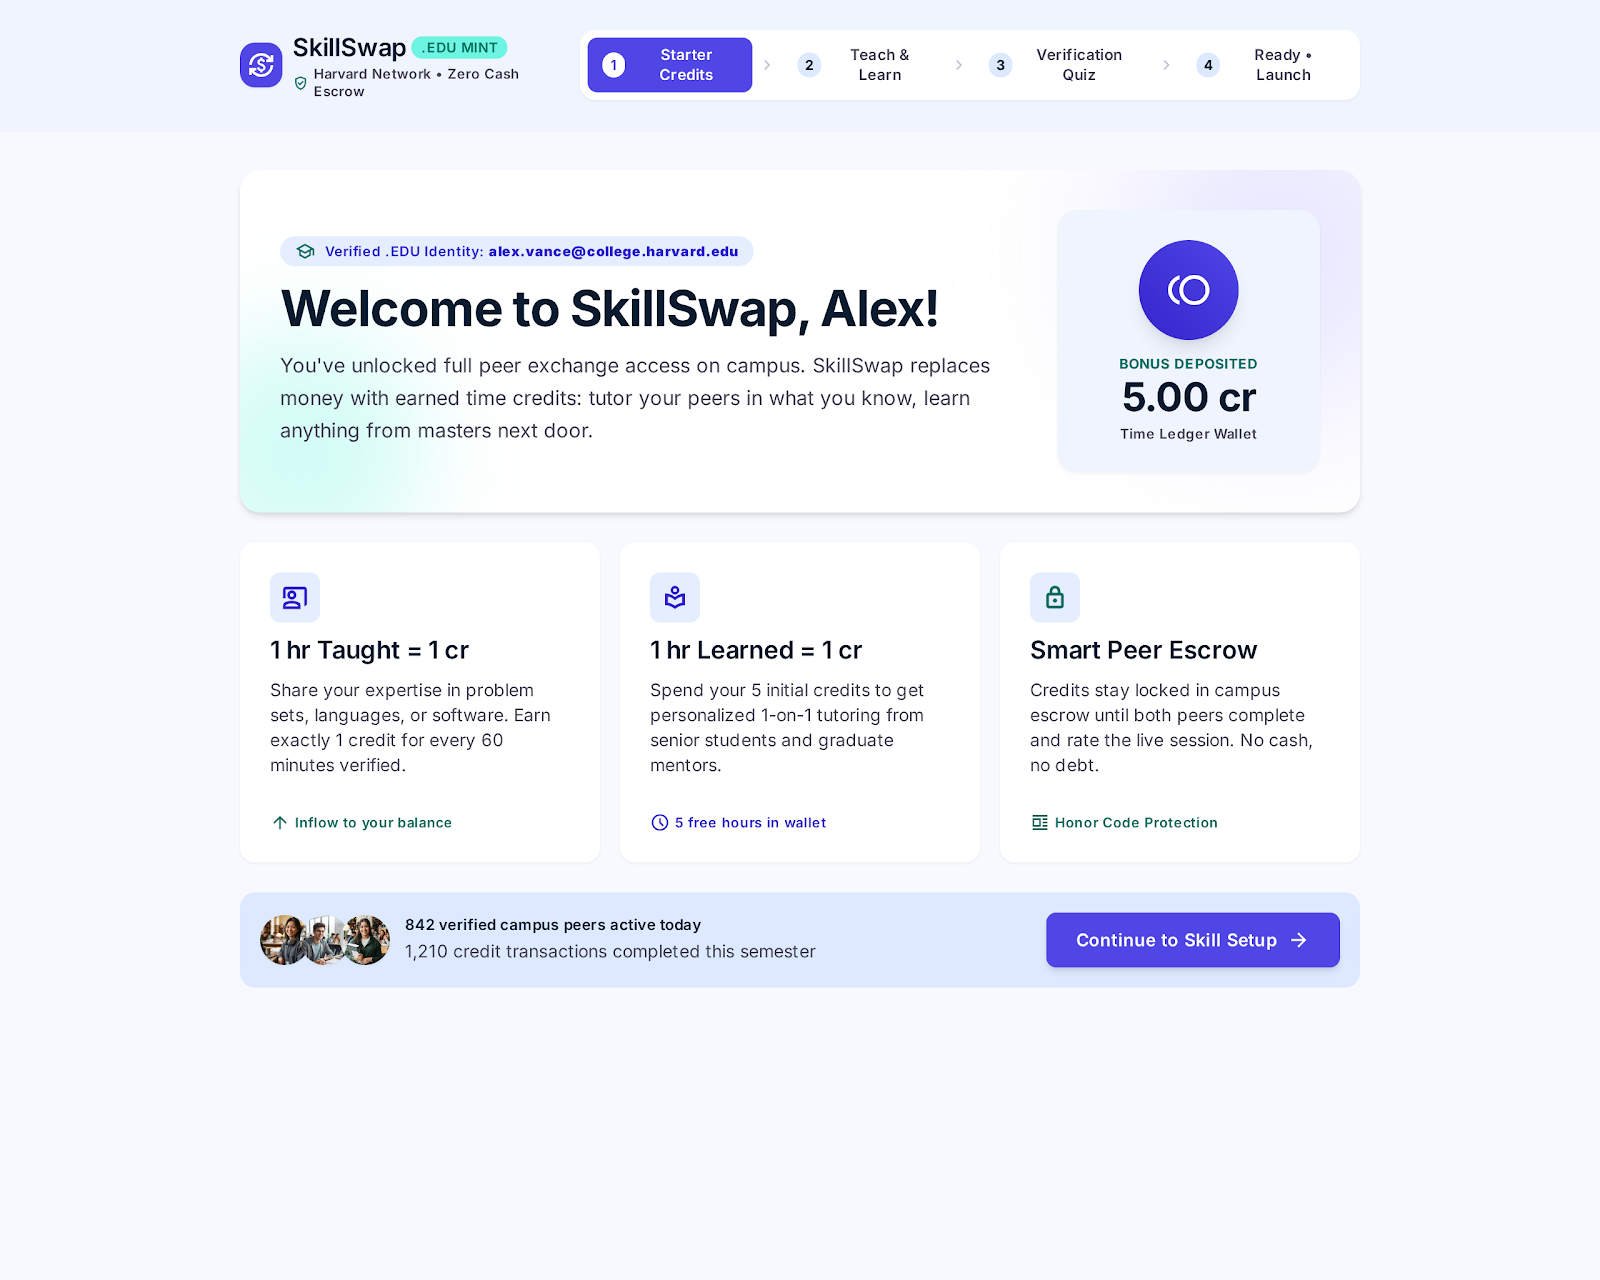 SkillSwap .EDU MINT
Harvard Network • Zero Cash
Escrow
1 Starter
Credits
2 Teach &
Learn
3 Verification
Quiz
4 Ready •
Launch
Verified .EDU Identity: alex.vance@college.harvard.edu
Welcome to SkillSwap, Alex!
You've unlocked full peer exchange access on campus. SkillSwap replaces
money with earned time credits: tutor your peers in what you know, learn
anything from masters next door.
BONUS DEPOSITED
5.00 cr
Time Ledger Wallet
1 hr Taught = 1 cr
Share your expertise in problem
sets, languages, or software. Earn
exactly 1 credit for every 60
minutes verified.
Inflow to your balance
1 hr Learned = 1 cr
Spend your 5 initial credits to get
personalized 1-on-1 tutoring from
senior students and graduate
mentors.
5 free hours in wallet
Smart Peer Escrow
Credits stay locked in campus
escrow until both peers complete
and rate the live session. No cash,
no debt.
Honor Code Protection
842 verified campus peers active today
1,210 credit transactions completed this semester
Continue to Skill Setup